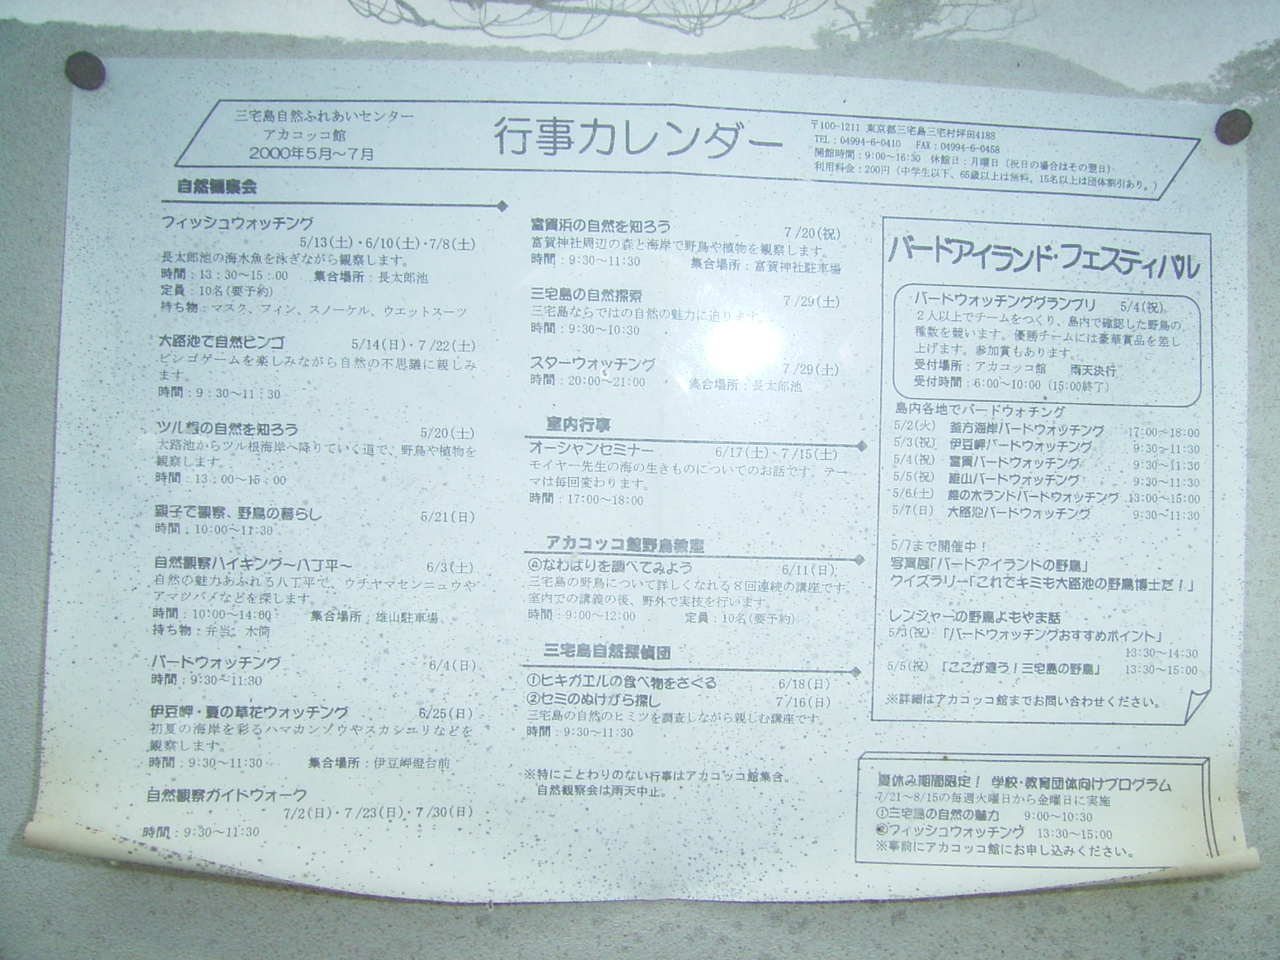 三宅島自然ふれあいセンター
アカコッコ館
2000年5月〜7月
行事カレンダー
〒100-1211 東京都三宅島三宅村坪田4188
TEL：04994-6-0410 FAX：04994-6-0458
開館時間：9:00〜16:30 休館日：月曜日（祝日の場合はその翌日）
利用料金：200円（中学生以下、65歳以上は無料。15名以上は団体割引あり。）
自然観察会
フィッシュウォッチング
5/13(土)・6/10(土)・7/8(土)
長太郎池の海水魚を泳ぎながら観察します。
時間：13:30〜15:00 集合場所：長太郎池
定員：10名(要予約)
持ち物：マスク、フィン、スノーケル、ウエットスーツ
大路池で自然ビンゴ 5/14(日)・7/22(土)
ビンゴゲームを楽しみながら自然の不思議に親しみ
ます。
時間：9:30〜11:30
ツル根の自然を知ろう 5/20(土)
大路池からツル根海岸へ降りていく道で、野鳥や植物を
観察します。
時間：13:00〜15:00
親子で観察、野鳥の暮らし 5/21(日)
時間：10:00〜11:30
自然観察ハイキング〜八丁平〜 6/3(土)
自然の魅力あふれる八丁平で、ウチヤマセンニュウや
アマツバメなどを探します。
時間：10:00〜14:00 集合場所：雄山駐車場
持ち物：弁当、水筒
バードウォッチング 6/4(日)
時間：9:30〜11:30
伊豆岬・夏の草花ウォッチング 6/25(日)
初夏の海岸を彩るハマカンゾウやスカシユリなどを
観察します。
時間：9:30〜11:30 集合場所：伊豆岬燈台前
自然観察ガイドウォーク
7/2(日)・7/23(日)・7/30(日)
時間：9:30〜11:30
富賀浜の自然を知ろう 7/20(祝)
富賀神社周辺の森と海岸で野鳥や植物を観察します。
時間：9:30〜11:30 集合場所：富賀神社駐車場
三宅島の自然探索 7/29(土)
三宅島ならではの自然の魅力に迫ります。
時間：9:30〜10:30
スターウォッチング 7/29(土)
時間：20:00〜21:00 集合場所：長太郎池
室内行事
オーシャンセミナー 6/17(土)・7/15(土)
モイヤー先生の海の生きものについてのお話です。テー
マは毎回変わります。
時間：17:00〜18:00
アカコッコ館野鳥教室
④なわばりを調べてみよう 6/11(日)
三宅島の野鳥について詳しくなれる８回連続の講座です。
室内での講義の後、野外で実技を行います。
時間：9:00〜12:00 定員：10名(要予約)
三宅島自然探偵団
①ヒキガエルの食べ物をさぐる 6/18(日)
②セミのぬけがら探し 7/16(日)
三宅島の自然のヒミツを調査しながら親しむ講座です。
時間：9:30〜11:30
※特にことわりのない行事はアカコッコ館集合。
自然観察会は雨天中止。
バードアイランド・フェスティバル
バードウォッチンググランプリ 5/4(祝)
２人以上でチームをつくり、島内で確認した野鳥の
種数を競います。優勝チームには豪華賞品を差し
上げます。参加賞もあります。
受付場所：アカコッコ館 雨天決行
受付時間：6:00〜10:00（15:00終了）
島内各地でバードウォチング
5/2(火) 釜方海岸バードウォッチング 17:00〜18:00
5/3(祝) 伊豆岬バードウォッチング 9:30〜11:30
5/4(祝) 富賀バードウォッチング 9:30〜11:30
5/5(祝) 雄山バードウォッチング 9:30〜11:30
5/6(土) 椎の木ランドバードウォッチング 13:00〜15:00
5/7(日) 大路池バードウォッチング 9:30〜11:30
5/7まで開催中！
写真展「バードアイランドの野鳥」
クイズラリー「これでキミも大路池の野鳥博士だ！」
レンジャーの野鳥よもやま話
5/3(祝)「バードウォッチングおすすめポイント」
13:30〜14:30
5/5(祝)「ここが違う！三宅島の野鳥」 13:30〜15:00
※詳細はアカコッコ館までお問い合わせください。
夏休み期間限定！ 学校・教育団体向けプログラム
7/21〜8/15の毎週火曜日から金曜日に実施
①三宅島の自然の魅力 9:00〜10:30
②フィッシュウォッチング 13:30〜15:00
※事前にアカコッコ館にお申し込みください。